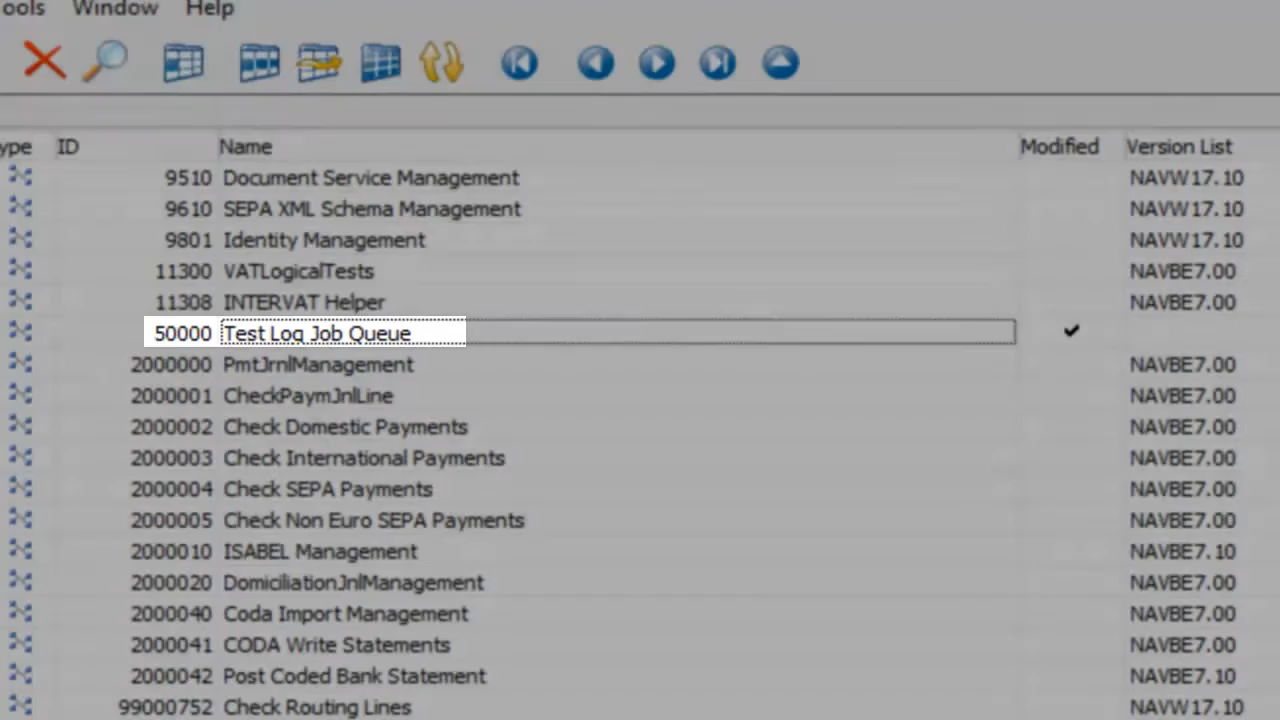 ools Window Help
ype ID Name Modified Version List
9510 Document Service Management NAVW17.10
9610 SEPA XML Schema Management NAVW17.10
9801 Identity Management NAVW17.10
11300 VATLogicalTests NAVBE7.00
11308 INTERVAT Helper NAVBE7.00
50000 Test Log Job Queue
2000000 PmtJrnlManagement NAVBE7.00
2000001 CheckPaymJnlLine NAVBE7.00
2000002 Check Domestic Payments NAVBE7.00
2000003 Check International Payments NAVBE7.00
2000004 Check SEPA Payments NAVBE7.00
2000005 Check Non Euro SEPA Payments NAVBE7.00
2000010 ISABEL Management NAVBE7.10
2000020 DomiciliationJnlManagement NAVBE7.00
2000040 Coda Import Management NAVBE7.00
2000041 CODA Write Statements NAVBE7.00
2000042 Post Coded Bank Statement NAVBE7.10
99000752 Check Routing Lines NAVW17.10